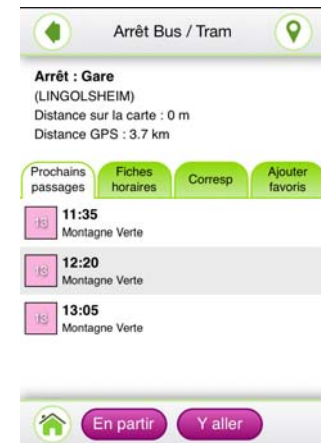 Arrêt Bus / Tram
Arrêt : Gare
(LINGOLSHEIM)
Distance sur la carte : 0 m
Distance GPS : 3.7 km
Prochains passages
Fiches horaires
Corresp
Ajouter favoris
13 11:35
Montagne Verte
13 12:20
Montagne Verte
13 13:05
Montagne Verte
En partir
Y aller